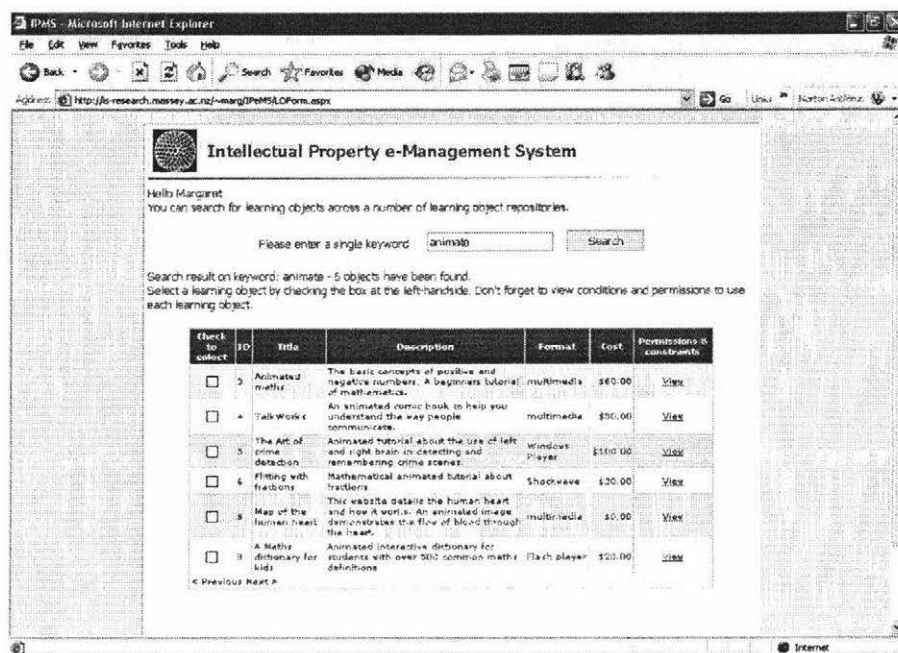 IPMS - Microsoft Internet Explorer
File Edit View Favorites Tools Help
Back Search Favorites Media
Address http://is-research.massey.ac.nz/~marg/IPeMS/LOForm.aspx Go Links Norton AntiVirus
Intellectual Property e-Management System
Hello Margaret
You can search for learning objects across a number of learning object repositories.
Please enter a single keyword animate Search
Search result on keyword: animate - 6 objects have been found.
Select a learning object by checking the box at the left-handside. Don't forget to view conditions and permissions to use
each learning object.
Check to select ID Title Description Format Cost Permissions & constraints
Animated maths The basic concepts of positive and negative numbers. A beginners tutorial of mathematics. multimedia $60.00 View
4 TalkWorks An animated comic book to help you understand the way people communicate. multimedia $50.00 View
The Art of crime detection Animated tutorial about the use of left and right brain in detecting and remembering crime scenes. Windows Player $100.00 View
6 Flitting with fractions Mathematical animated tutorial about fractions Shockwave View
Map of the human heart This website details the human heart and how it works. An animated image demonstrates the flow of blood through the heart. multimedia $0.00 View
9 A Maths dictionary for kids Animated interactive dictionary for students with over 500 common maths definitions Flash player $20.00 View
< Previous Next >
Internet